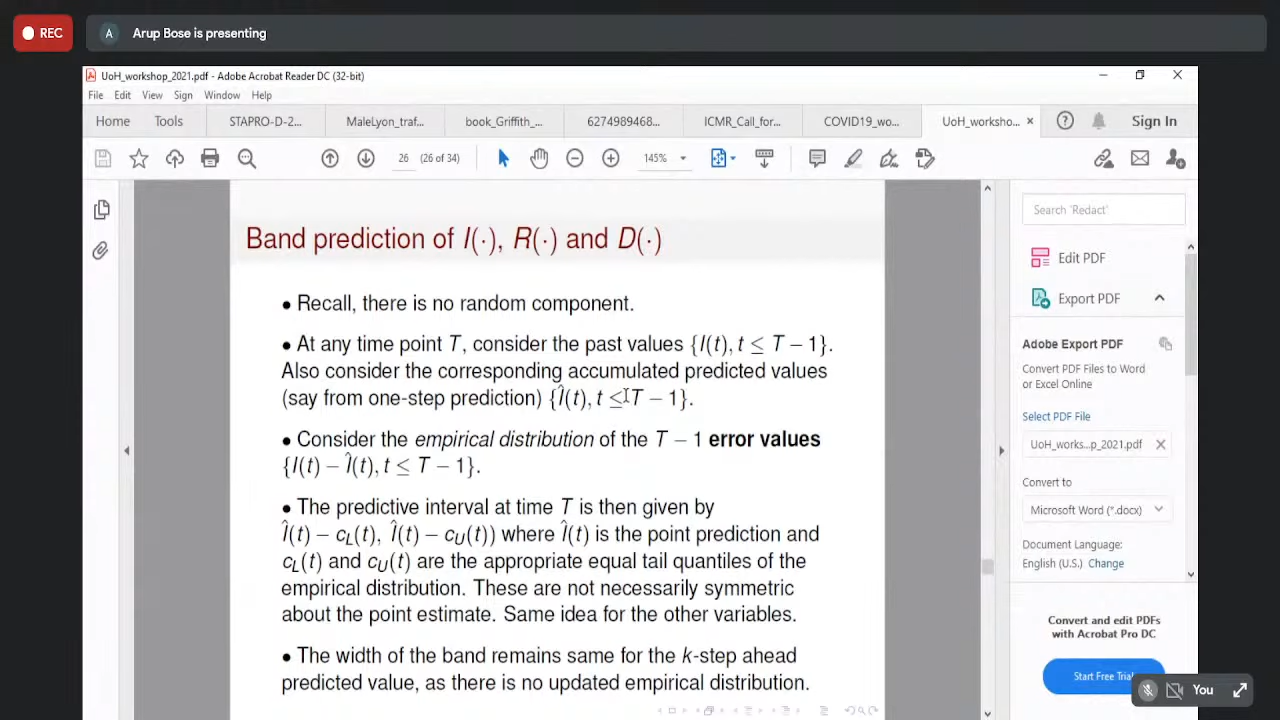 REC
A Arup Bose is presenting
UoH_workshop_2021.pdf - Adobe Acrobat Reader DC (32-bit)
File Edit View Sign Window Help
Home Tools STAPRO-D-2... MaleLyon_traf... book_Griffith_... 6274989468... ICMR_Call_for... COVID19_wo... UoH_worksho... × Sign In
26 (26 of 34) 145%
Band prediction of I(·), R(·) and D(·)
• Recall, there is no random component.
• At any time point T, consider the past values {I(t), t ≤ T − 1}.
Also consider the corresponding accumulated predicted values
(say from one-step prediction) {Î(t), t ≤ T − 1}.
• Consider the empirical distribution of the T − 1 error values
{I(t) − Î(t), t ≤ T − 1}.
• The predictive interval at time T is then given by
Î(t) − c_L(t), Î(t) − c_U(t)) where Î(t) is the point prediction and
c_L(t) and c_U(t) are the appropriate equal tail quantiles of the
empirical distribution. These are not necessarily symmetric
about the point estimate. Same idea for the other variables.
• The width of the band remains same for the k-step ahead
predicted value, as there is no updated empirical distribution.
Search 'Redact'
Edit PDF
Export PDF
Adobe Export PDF
Convert PDF Files to Word
or Excel Online
Select PDF File
UoH_works...p_2021.pdf
Convert to
Microsoft Word (*.docx)
Document Language:
English (U.S.) Change
Convert and edit PDFs
with Acrobat Pro DC
Start Free Trial
You